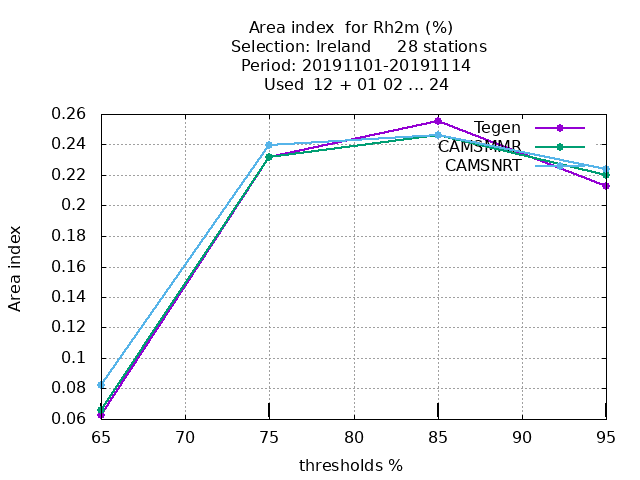 Area index  for Rh2m (%)
Selection: Ireland     28 stations
Period: 20191101-20191114
Used  12 + 01 02 ... 24
0.26
0.24
0.22
0.2
0.18
0.16
0.14
0.12
0.1
0.08
0.06
Area index
Tegen
CAMSMMR
CAMSNRT
65 70 75 80 85 90 95
thresholds %